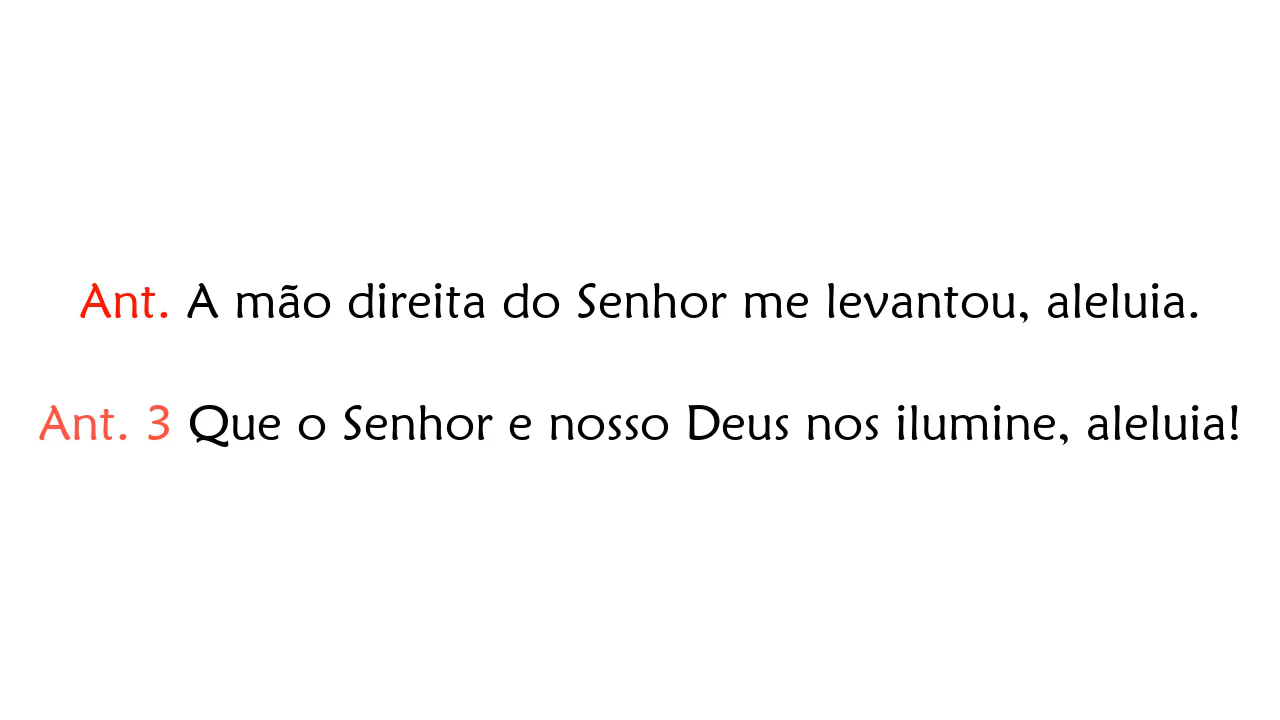 Ant. A mão direita do Senhor me levantou, aleluia.
Ant. 3 Que o Senhor e nosso Deus nos ilumine, aleluia!